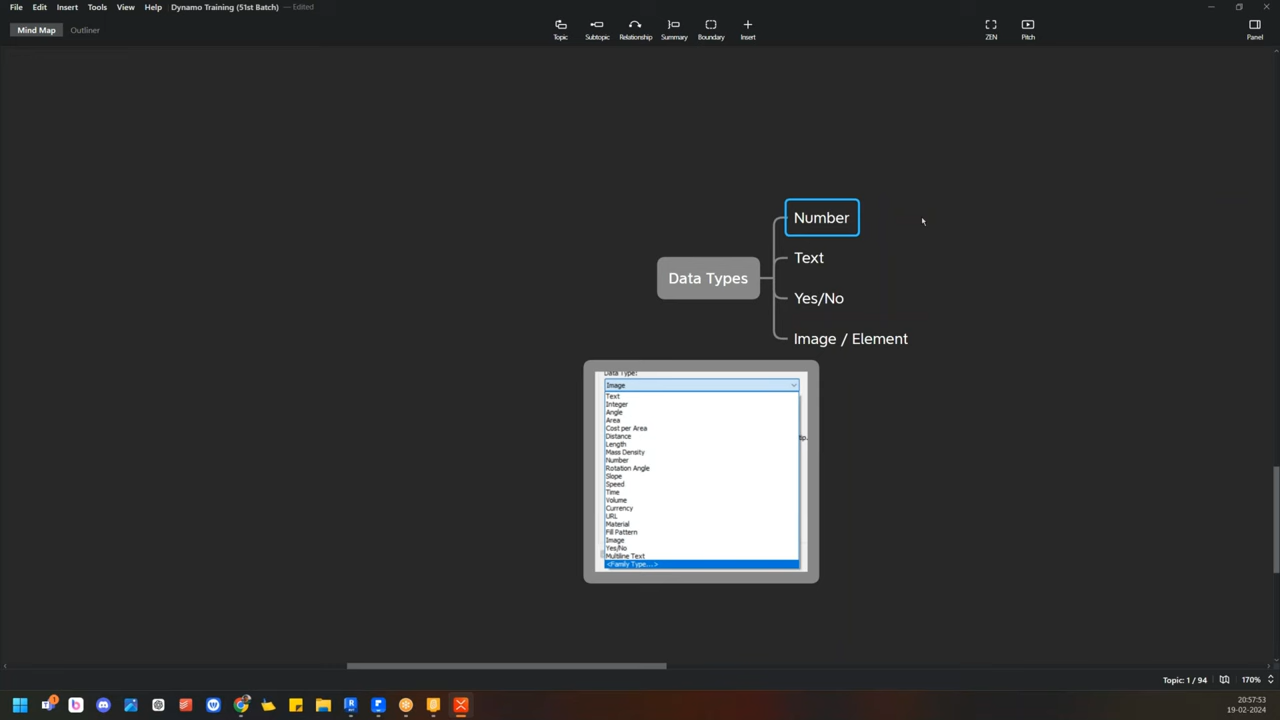 File Edit Insert Tools View Help Dynamo Training (51st Batch) — Edited
Mind Map Outliner
Topic Subtopic Relationship Summary Boundary Insert ZEN Pitch Panel
Number
Text
Data Types
Yes/No
Image / Element
Data Type:
Image
Text
Integer
Angle
Area
Cost per Area
Distance
tip.
Length
Mass Density
Number
Rotation Angle
Slope
Speed
Time
Volume
Currency
URL
Material
Fill Pattern
Image
Yes/No
Multiline Text
<Family Type...>
Topic: 1 / 94 170%
20:57:53
19-02-2024